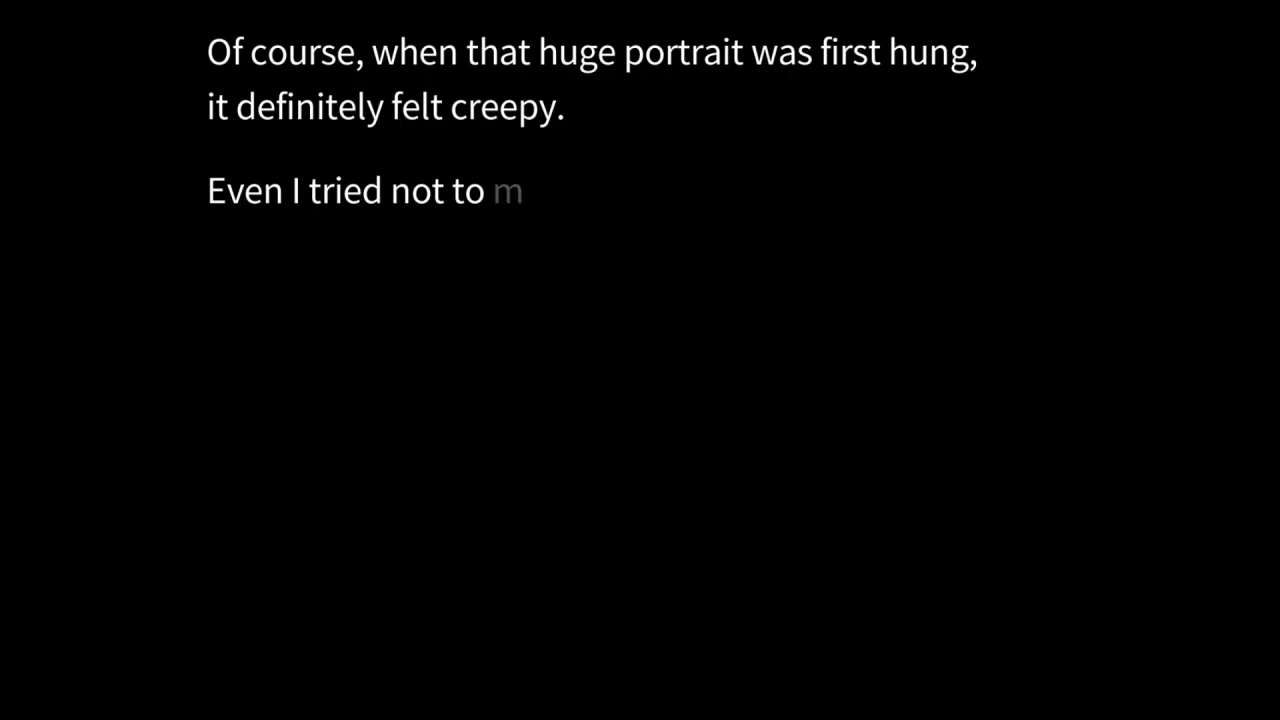 Of course, when that huge portrait was first hung,
it definitely felt creepy.
Even I tried not to m